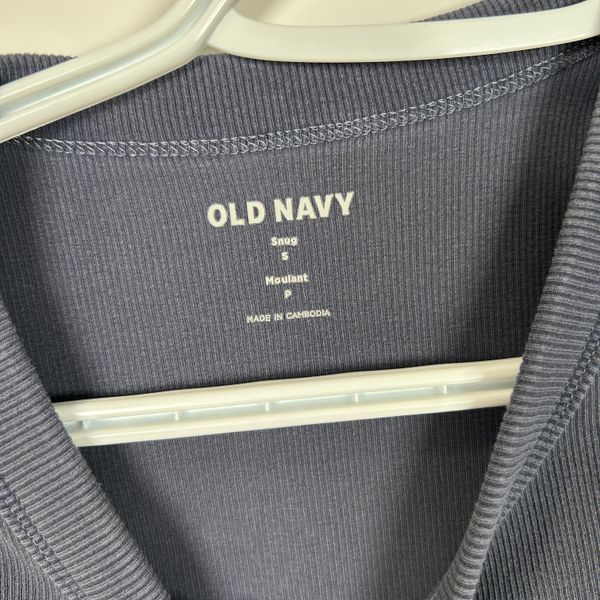 OLD NAVY
Snug
S
Moulant
P
MADE IN CAMBODIA